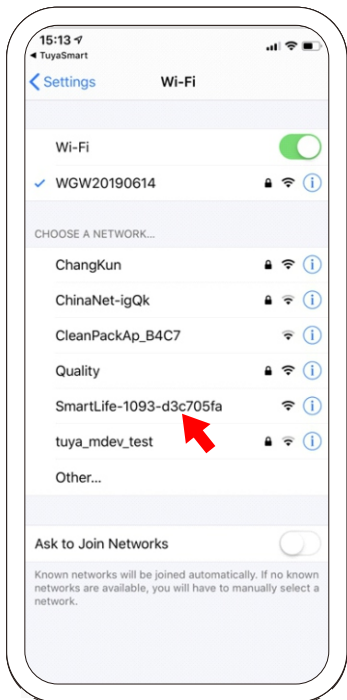 15:13
TuyaSmart
Settings
Wi-Fi
Wi-Fi
WGW20190614
CHOOSE A NETWORK...
ChangKun
ChinaNet-igQk
CleanPackAp_B4C7
Quality
SmartLife-1093-d3c705fa
tuya_mdev_test
Other...
Ask to Join Networks
Known networks will be joined automatically. If no known
networks are available, you will have to manually select a
network.